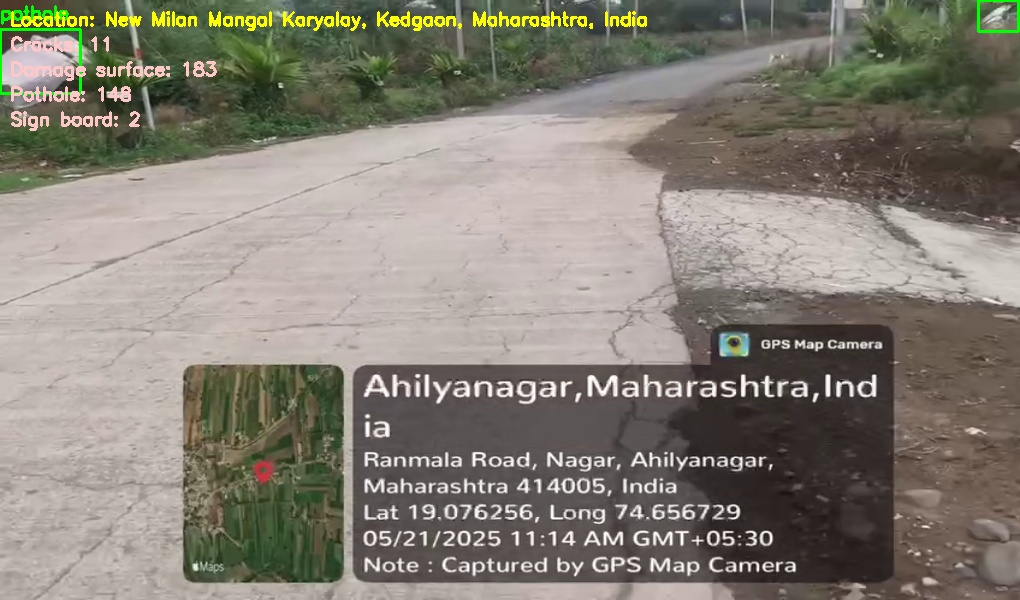 pothole
Location: New Milan Mangal Karyalay, Kedgaon, Maharashtra, India
Cracks: 11
Damage surface: 183
Pothole: 148
Sign board: 2
GPS Map Camera
Ahilyanagar,Maharashtra,Ind
ia
Ranmala Road, Nagar, Ahilyanagar,
Maharashtra 414005, India
Lat 19.076256, Long 74.656729
05/21/2025 11:14 AM GMT+05:30
Note : Captured by GPS Map Camera
Maps